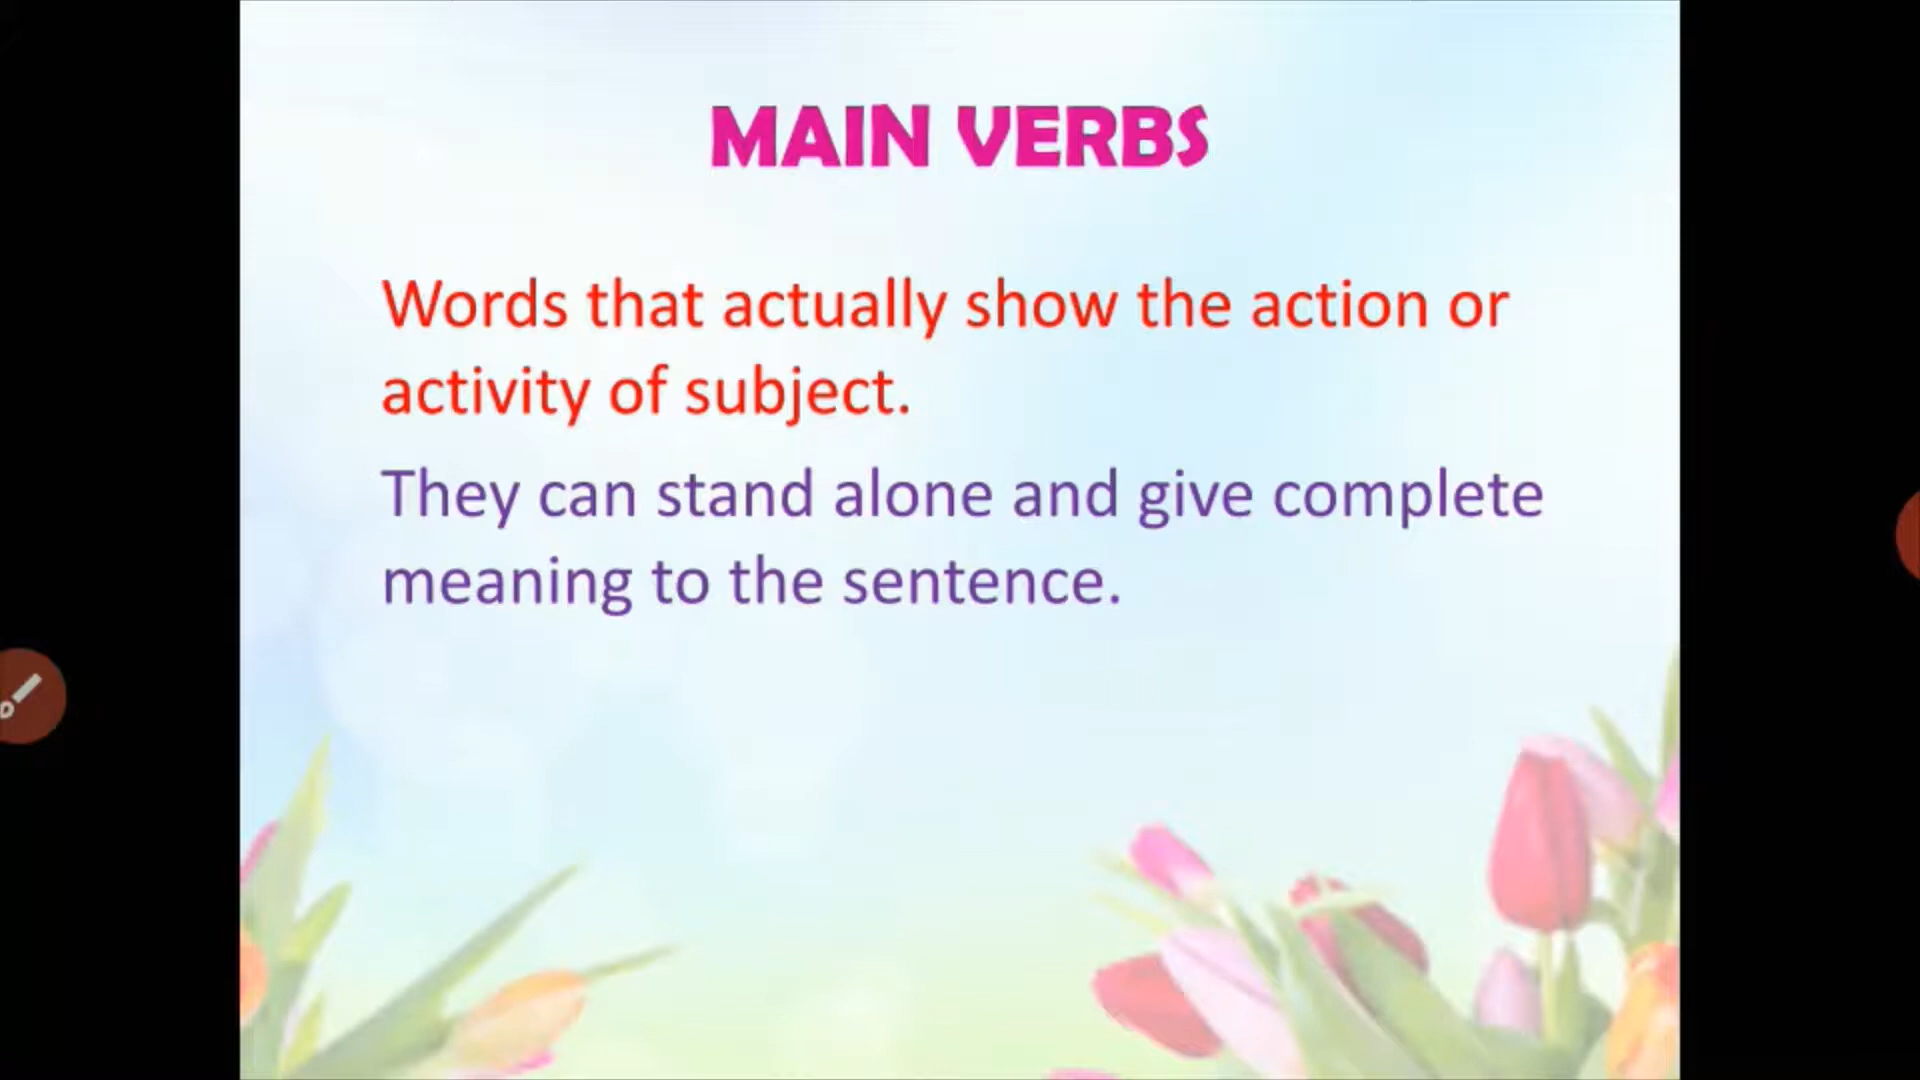 MAIN VERBS
Words that actually show the action or
activity of subject.
They can stand alone and give complete
meaning to the sentence.